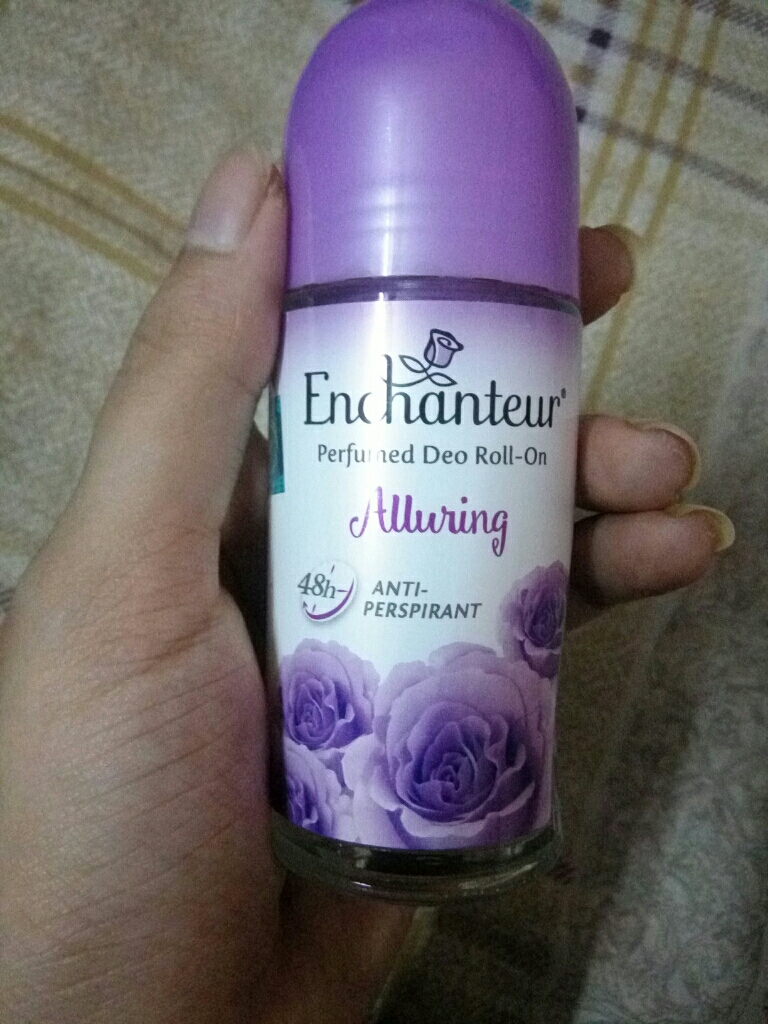 Enchanteur®
Perfumed Deo Roll-On
Alluring
48h
ANTI-
PERSPIRANT